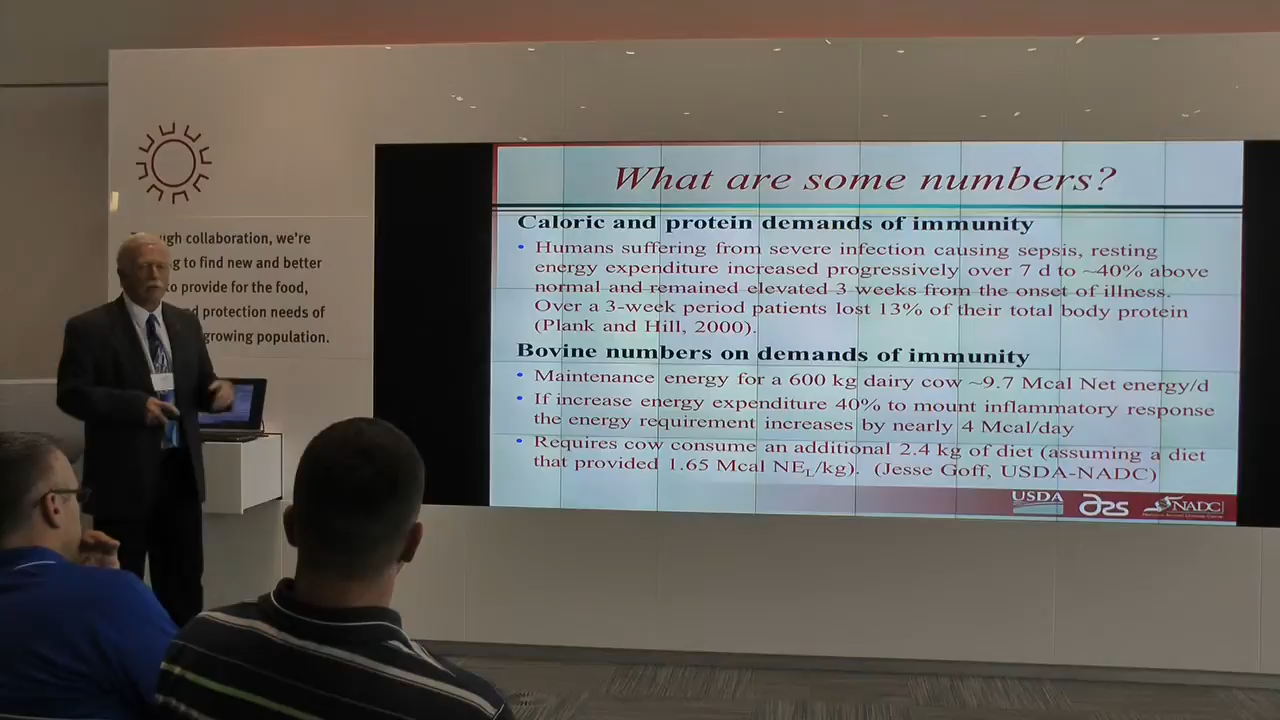 ugh collaboration, we're
g to find new and better
to provide for the food,
d protection needs of
growing population.
What are some numbers?
Caloric and protein demands of immunity
• Humans suffering from severe infection causing sepsis, resting
energy expenditure increased progressively over 7 d to ~40% above
normal and remained elevated 3 weeks from the onset of illness.
Over a 3-week period patients lost 13% of their total body protein
(Plank and Hill, 2000).
Bovine numbers on demands of immunity
• Maintenance energy for a 600 kg dairy cow ~9.7 Mcal Net energy/d
• If increase energy expenditure 40% to mount inflammatory response
the energy requirement increases by nearly 4 Mcal/day
• Requires cow consume an additional 2.4 kg of diet (assuming a diet
that provided 1.65 Mcal NEL/kg). (Jesse Goff, USDA-NADC)
USDA ars NADC